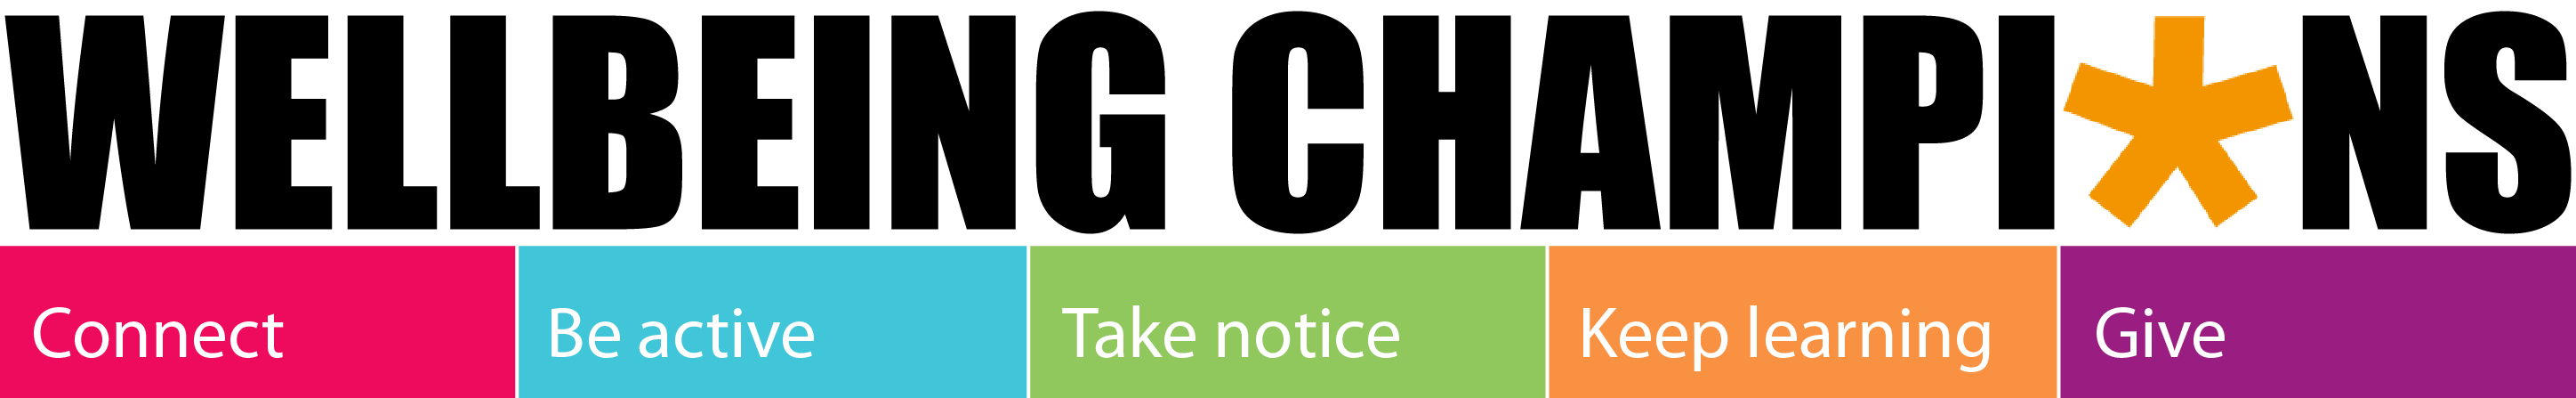 WELLBEING CHAMPI*NS
Connect
Be active
Take notice
Keep learning
Give